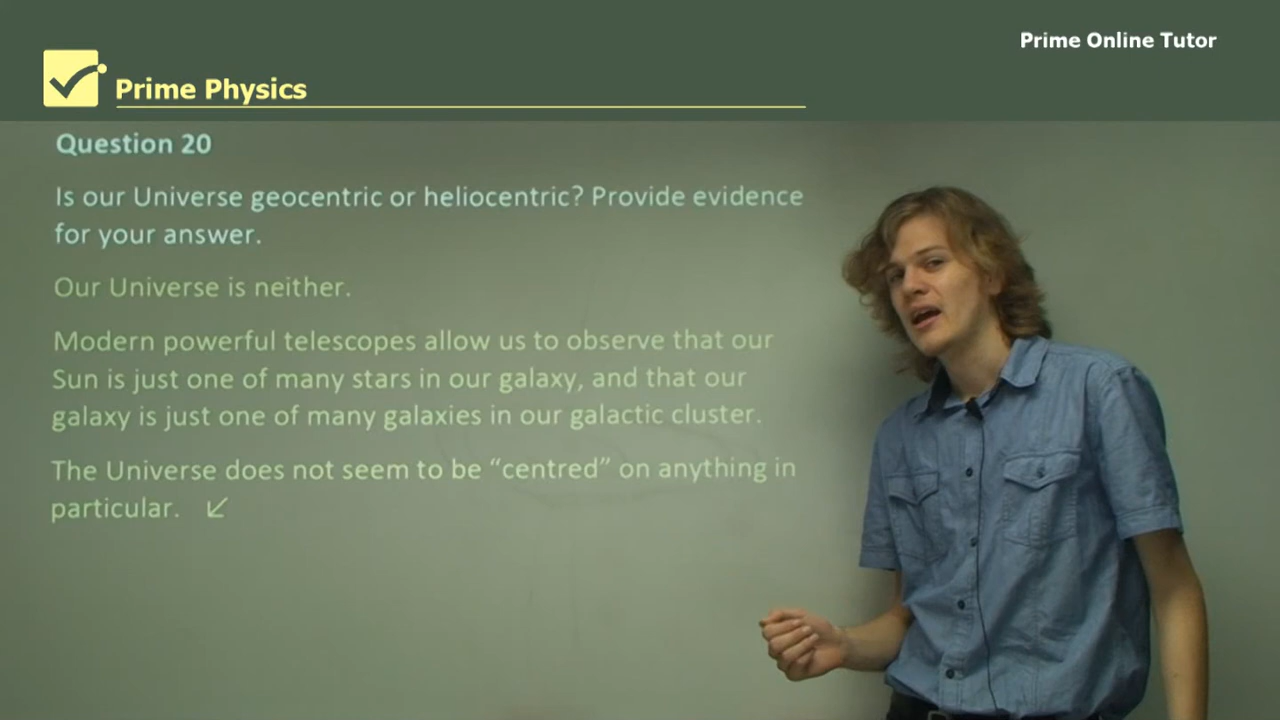 Prime Online Tutor
Prime Physics
Question 20
Is our Universe geocentric or heliocentric? Provide evidence
for your answer.
Our Universe is neither.
Modern powerful telescopes allow us to observe that our
Sun is just one of many stars in our galaxy, and that our
galaxy is just one of many galaxies in our galactic cluster.
The Universe does not seem to be “centred” on anything in
particular.